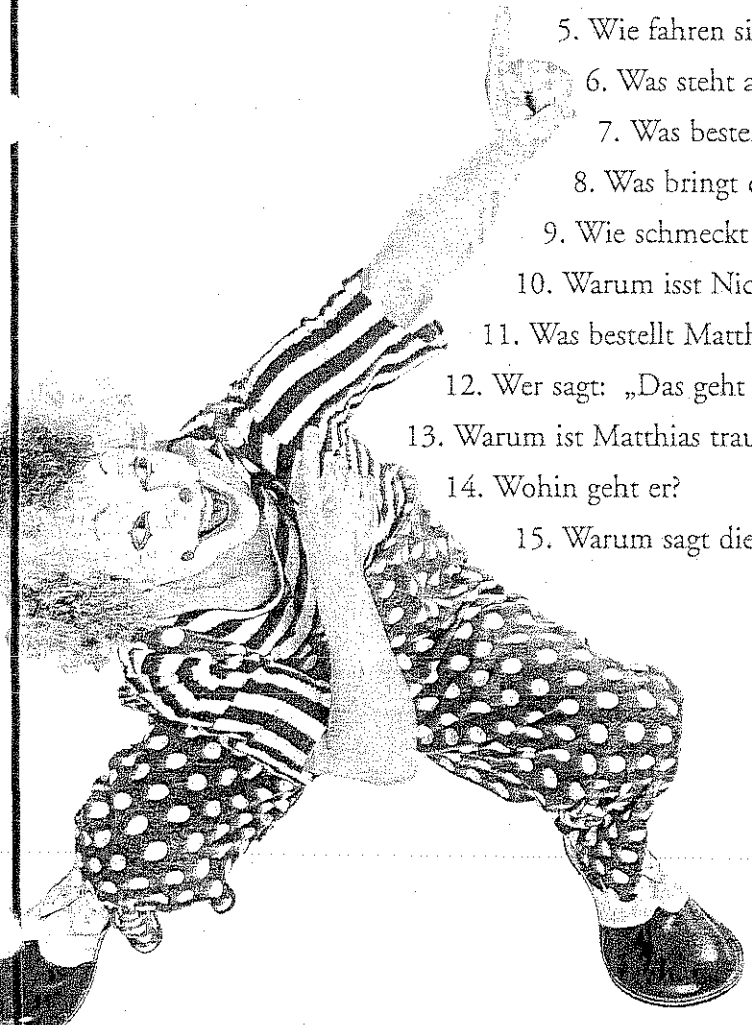 5. Wie fahren si
6. Was steht a
7. Was beste
8. Was bringt
9. Wie schmeckt
10. Warum isst Nic
11. Was bestellt Matth
12. Wer sagt: „Das geht
13. Warum ist Matthias trau
14. Wohin geht er?
15. Warum sagt die